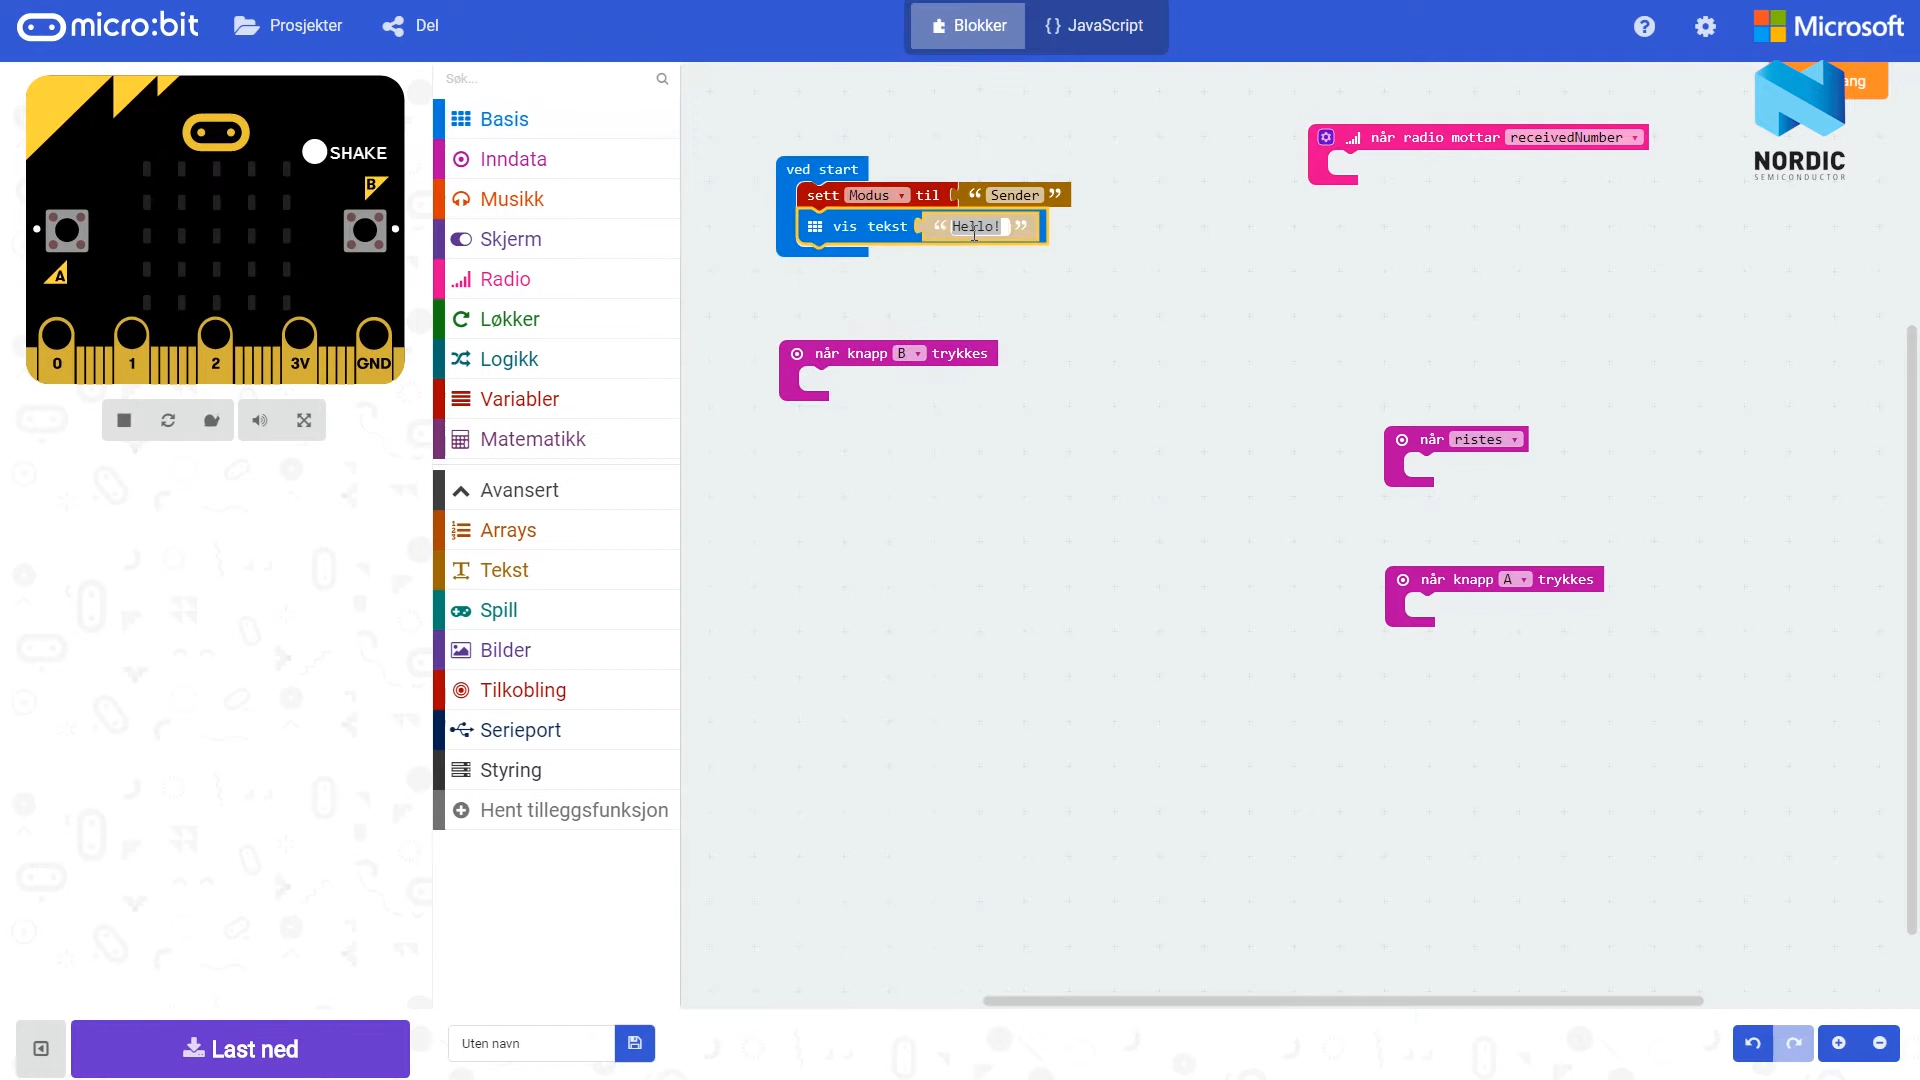 micro:bit
Prosjekter
Del
Blokker
{} JavaScript
Microsoft
SHAKE
B
A
0 1 2 3V GND
Søk...
Basis
Inndata
Musikk
Skjerm
Radio
Løkker
Logikk
Variabler
Matematikk
Avansert
Arrays
Tekst
Spill
Bilder
Tilkobling
Serieport
Styring
Hent tilleggsfunksjon
ved start
sett Modus til “ Sender ”
vis tekst “ Hello! ”
når knapp B trykkes
når radio mottar receivedNumber
når ristes
når knapp A trykkes
NORDIC
SEMICONDUCTOR
Last ned
Uten navn